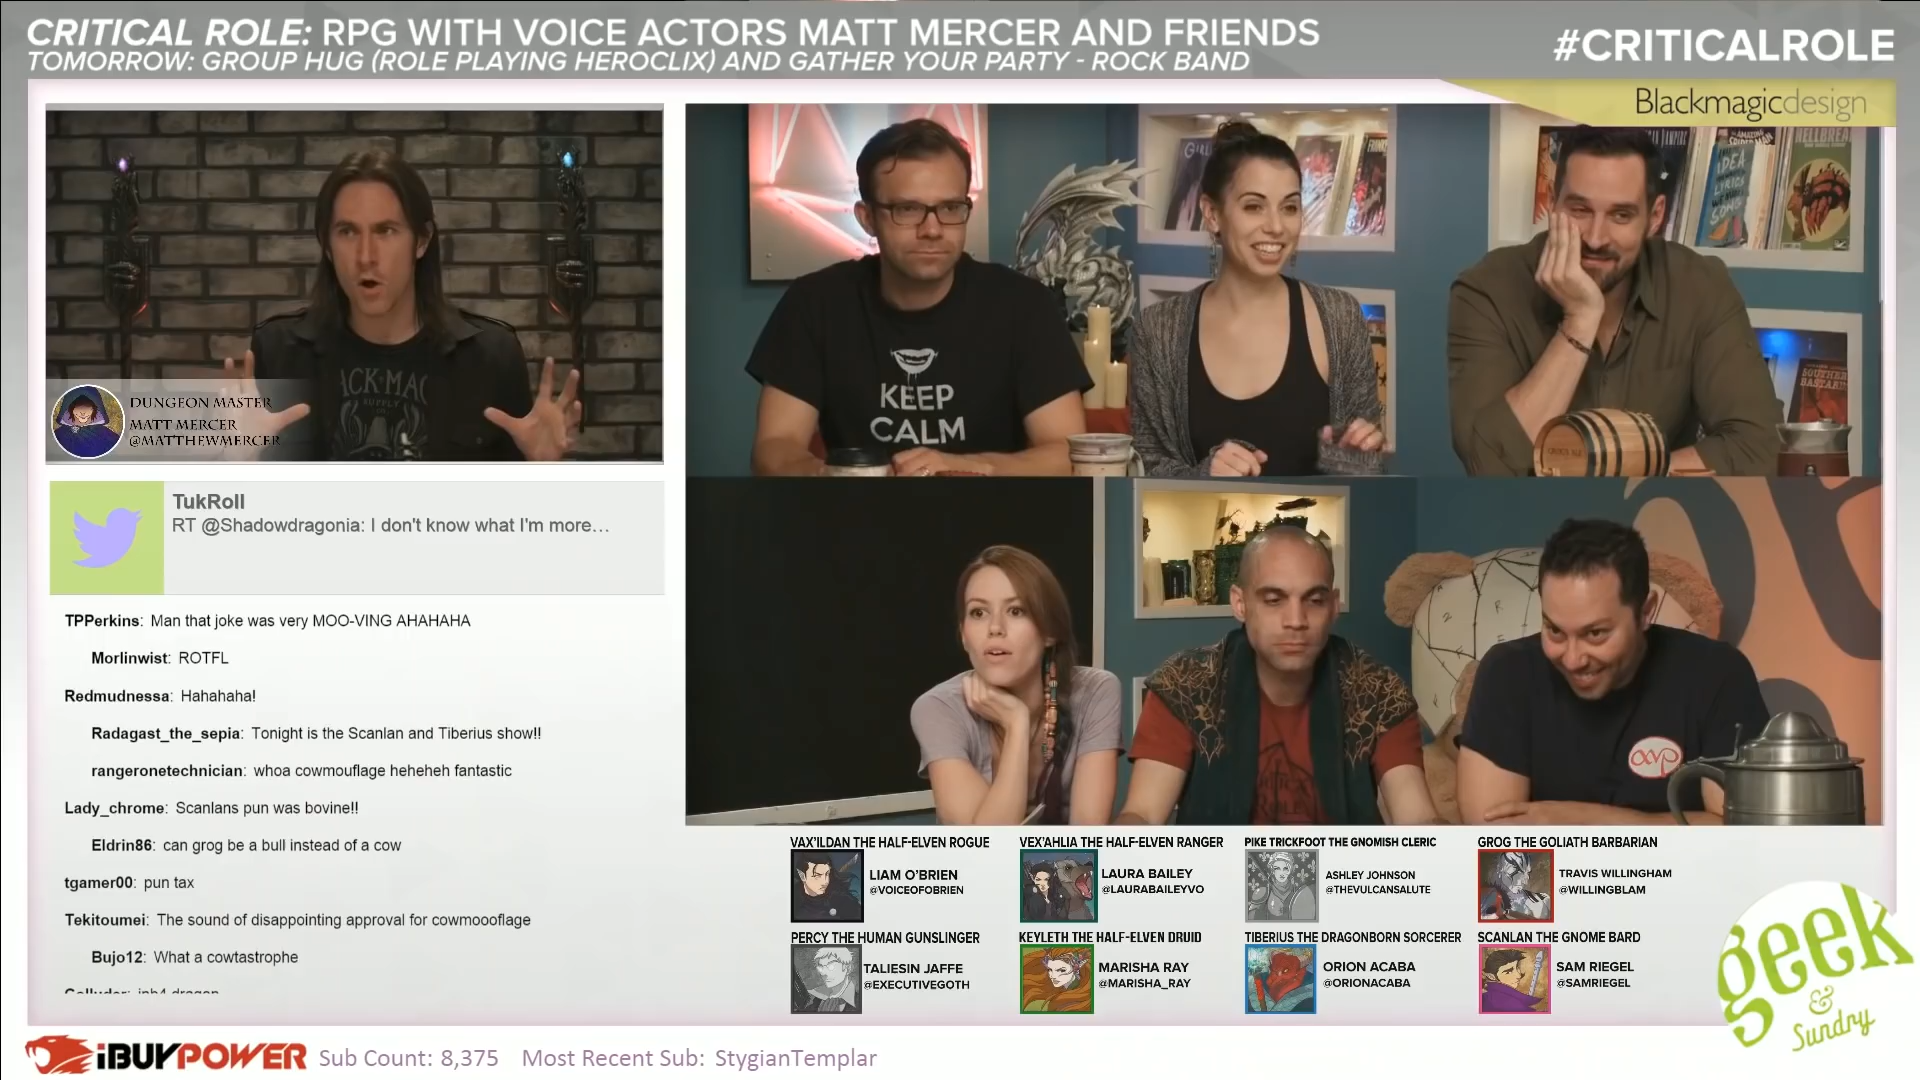 CRITICAL ROLE: RPG WITH VOICE ACTORS MATT MERCER AND FRIENDS
TOMORROW: GROUP HUG (ROLE PLAYING HEROCLIX) AND GATHER YOUR PARTY - ROCK BAND
#CRITICALROLE
Blackmagicdesign
DUNGEON MASTER
MATT MERCER
@MATTHEWMERCER
SUPPLY
KEEP
CALM
IDEA
LYRICS
SONG
SOUTHERN
avp
TukRoll
RT @Shadowdragonia: I don't know what I'm more…
TPPerkins: Man that joke was very MOO-VING AHAHAHA
Morlinwist: ROTFL
Redmudnessa: Hahahaha!
Radagast_the_sepia: Tonight is the Scanlan and Tiberius show!!
rangeronetechnician: whoa cowmouflage heheheh fantastic
Lady_chrome: Scanlans pun was bovine!!
Eldrin86: can grog be a bull instead of a cow
tgamer00: pun tax
Tekitoumei: The sound of disappointing approval for cowmoooflage
Bujo12: What a cowtastrophe
VAX'ILDAN THE HALF-ELVEN ROGUE
LIAM O'BRIEN
@VOICEOFOBRIEN
VEX'AHLIA THE HALF-ELVEN RANGER
LAURA BAILEY
@LAURABAILEYVO
PIKE TRICKFOOT THE GNOMISH CLERIC
ASHLEY JOHNSON
@THEVULCANSALUTE
GROG THE GOLIATH BARBARIAN
TRAVIS WILLINGHAM
@WILLINGBLAM
PERCY THE HUMAN GUNSLINGER
TALIESIN JAFFE
@EXECUTIVEGOTH
KEYLETH THE HALF-ELVEN DRUID
MARISHA RAY
@MARISHA_RAY
TIBERIUS THE DRAGONBORN SORCERER
ORION ACABA
@ORIONACABA
SCANLAN THE GNOME BARD
SAM RIEGEL
@SAMRIEGEL
geek
&
Sundry
iBUYPOWER
Sub Count: 8,375 Most Recent Sub: StygianTemplar